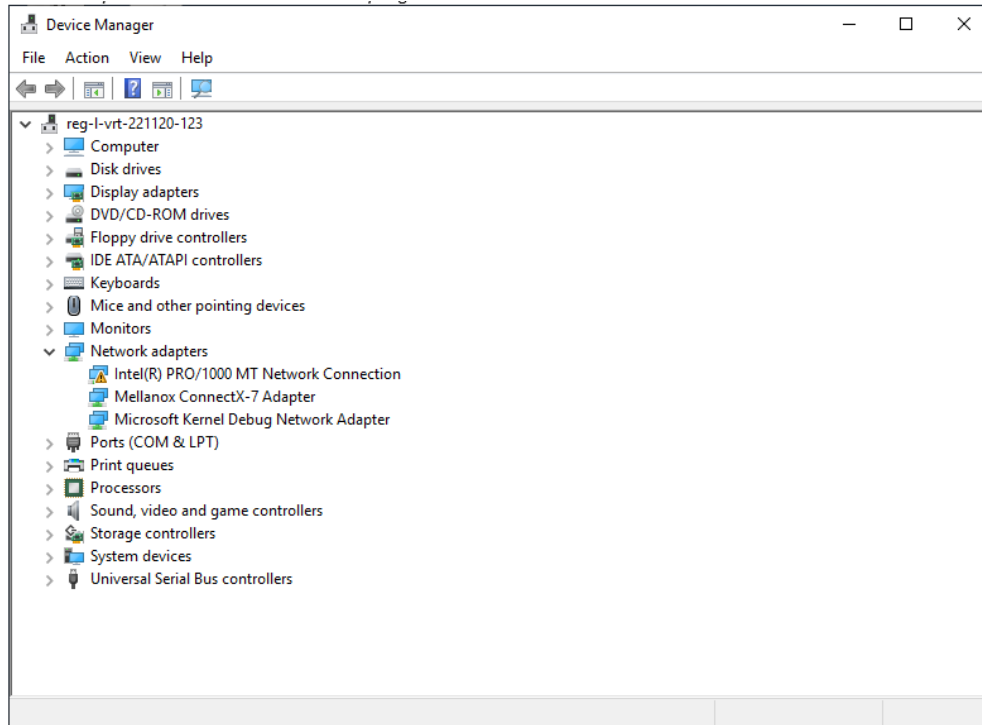 Device Manager
File Action View Help
reg-l-vrt-221120-123
Computer
Disk drives
Display adapters
DVD/CD-ROM drives
Floppy drive controllers
IDE ATA/ATAPI controllers
Keyboards
Mice and other pointing devices
Monitors
Network adapters
Intel(R) PRO/1000 MT Network Connection
Mellanox ConnectX-7 Adapter
Microsoft Kernel Debug Network Adapter
Ports (COM & LPT)
Print queues
Processors
Sound, video and game controllers
Storage controllers
System devices
Universal Serial Bus controllers